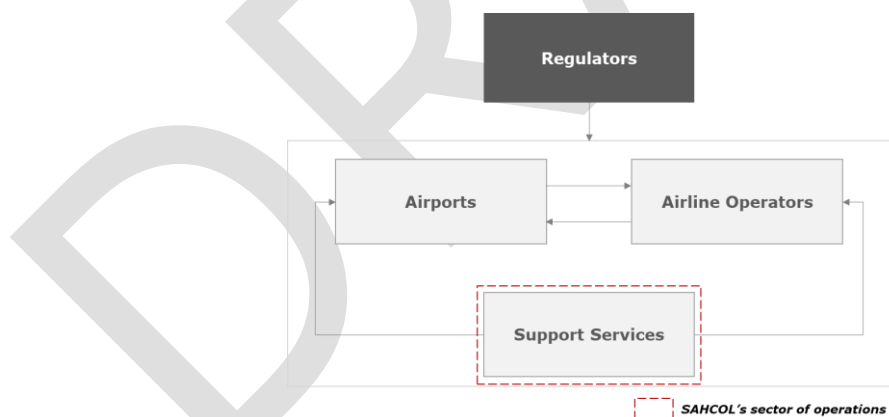 Regulators
Airports
Airline Operators
Support Services
SAHCOL's sector of operations